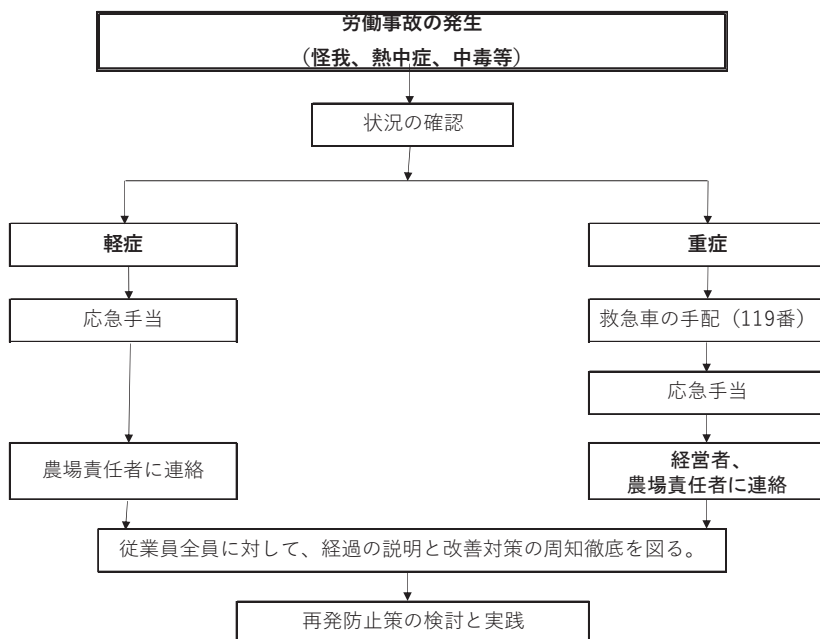 労働事故の発生
（怪我、熱中症、中毒等）
状況の確認
軽症
重症
応急手当
救急車の手配（119番）
応急手当
農場責任者に連絡
経営者、
農場責任者に連絡
従業員全員に対して、経過の説明と改善対策の周知徹底を図る。
再発防止策の検討と実践